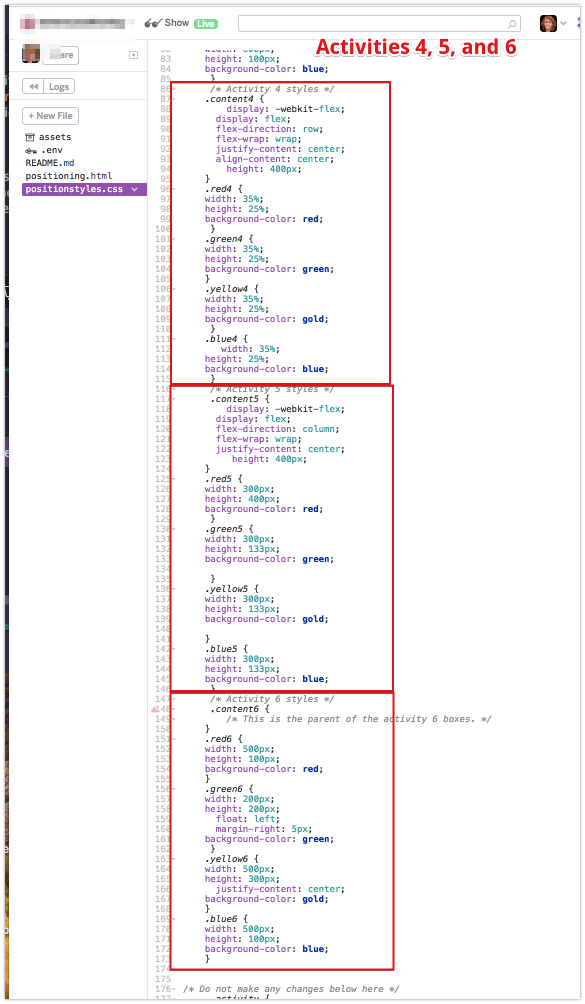 Show Live
Activities 4, 5, and 6
Logs
+ New File
assets
.env
README.md
positioning.html
positionstyles.css
83 height: 100px;
84 background-color: blue;
85 }
86 /* Activity 4 styles */
87 .content4 {
88 display: -webkit-flex;
89 display: flex;
90 flex-direction: row;
91 flex-wrap: wrap;
92 justify-content: center;
93 align-content: center;
94 height: 400px;
95 }
96 .red4 {
97 width: 35%;
98 height: 25%;
99 background-color: red;
100 }
101 .green4 {
102 width: 35%;
103 height: 25%;
104 background-color: green;
105 }
106 .yellow4 {
107 width: 35%;
108 height: 25%;
109 background-color: gold;
110 }
111 .blue4 {
112 width: 35%;
113 height: 25%;
114 background-color: blue;
115 }
116 /* Activity 5 styles */
117 .content5 {
118 display: -webkit-flex;
119 display: flex;
120 flex-direction: column;
121 flex-wrap: wrap;
122 justify-content: center;
123 height: 400px;
124 }
125 .red5 {
126 width: 300px;
127 height: 400px;
128 background-color: red;
129 }
130 .green5 {
131 width: 300px;
132 height: 133px;
133 background-color: green;
134
135 }
136 .yellow5 {
137 width: 300px;
138 height: 133px;
139 background-color: gold;
140
141 }
142 .blue5 {
143 width: 300px;
144 height: 133px;
145 background-color: blue;
146 }
147 /* Activity 6 styles */
148 .content6 {
149 /* This is the parent of the activity 6 boxes. */
150 }
151 .red6 {
152 width: 500px;
153 height: 100px;
154 background-color: red;
155 }
156 .green6 {
157 width: 200px;
158 height: 200px;
159 float: left;
160 margin-right: 5px;
161 background-color: green;
162 }
163 .yellow6 {
164 width: 500px;
165 height: 300px;
166 justify-content: center;
167 background-color: gold;
168 }
169 .blue6 {
170 width: 500px;
171 height: 100px;
172 background-color: blue;
173 }
174
175
176 /* Do not make any changes below here */